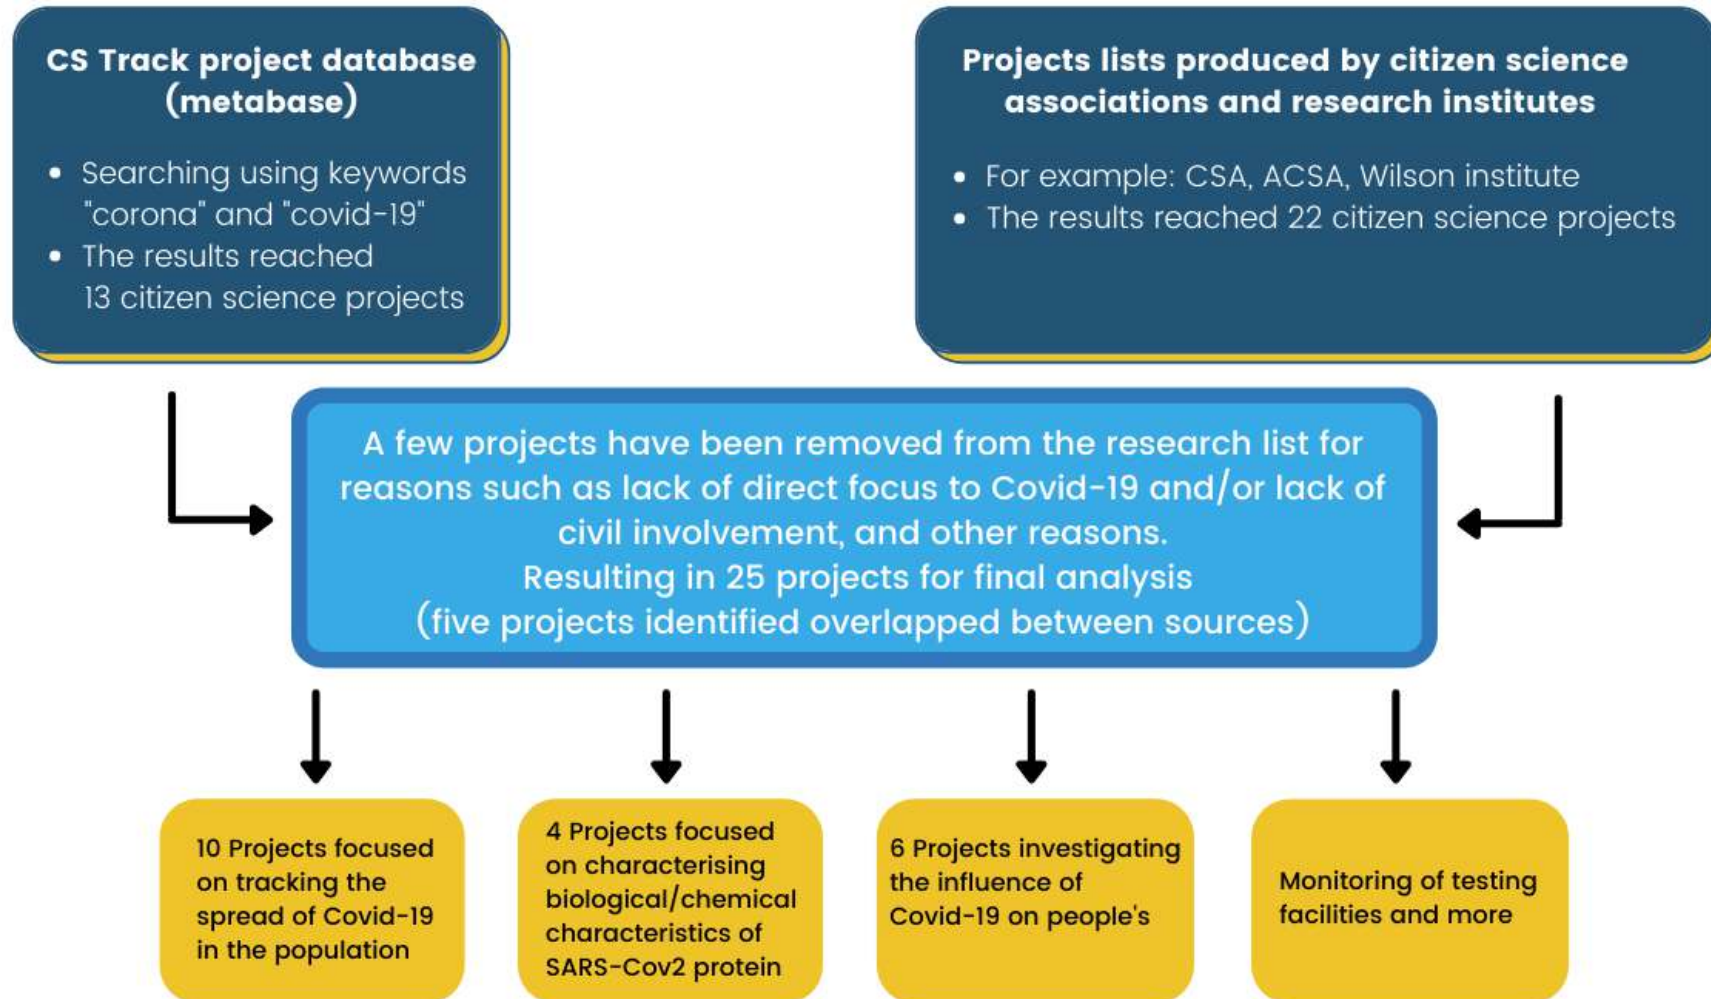 CS Track project database
(metabase)
• Searching using keywords
"corona" and "covid-19"
• The results reached
13 citizen science projects
Projects lists produced by citizen science
associations and research institutes
• For example: CSA, ACSA, Wilson institute
• The results reached 22 citizen science projects
A few projects have been removed from the research list for
reasons such as lack of direct focus to Covid-19 and/or lack of
civil involvement, and other reasons.
Resulting in 25 projects for final analysis
(five projects identified overlapped between sources)
10 Projects focused
on tracking the
spread of Covid-19
in the population
4 Projects focused
on characterising
biological/chemical
characteristics of
SARS-Cov2 protein
6 Projects investigating
the influence of
Covid-19 on people's
Monitoring of testing
facilities and more